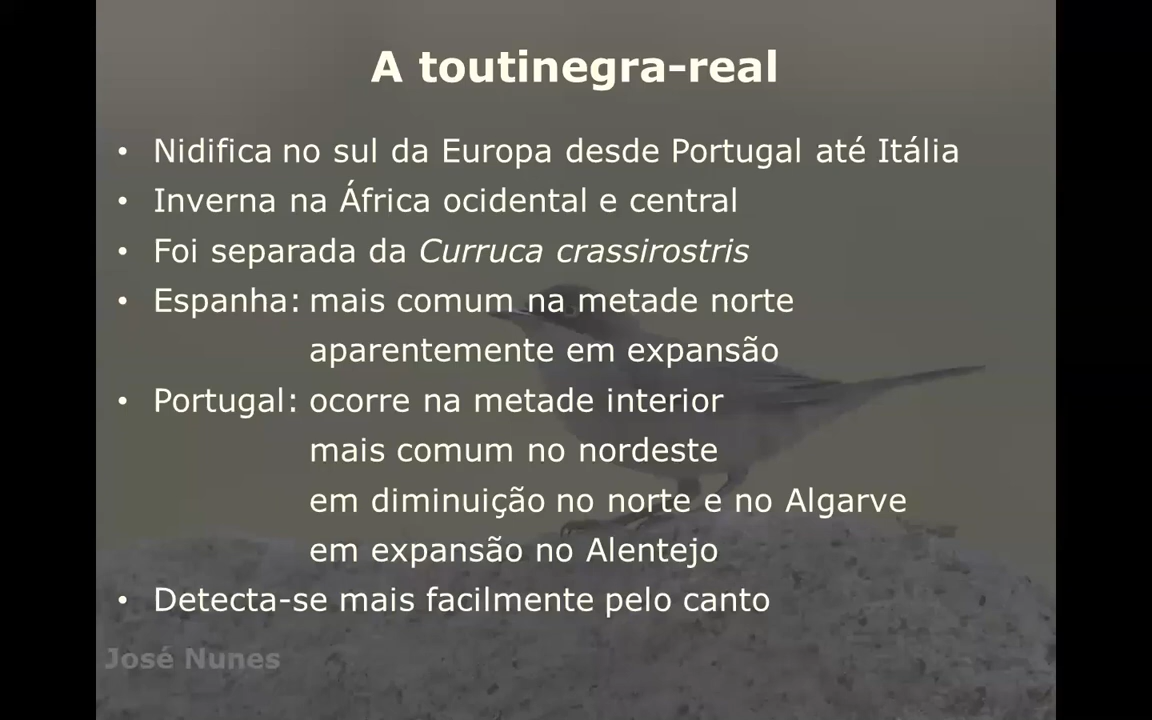 A toutinegra-real
• Nidifica no sul da Europa desde Portugal até Itália
• Inverna na África ocidental e central
• Foi separada da Curruca crassirostris
• Espanha: mais comum na metade norte
aparentemente em expansão
• Portugal: ocorre na metade interior
mais comum no nordeste
em diminuição no norte e no Algarve
em expansão no Alentejo
• Detecta-se mais facilmente pelo canto
José Nunes